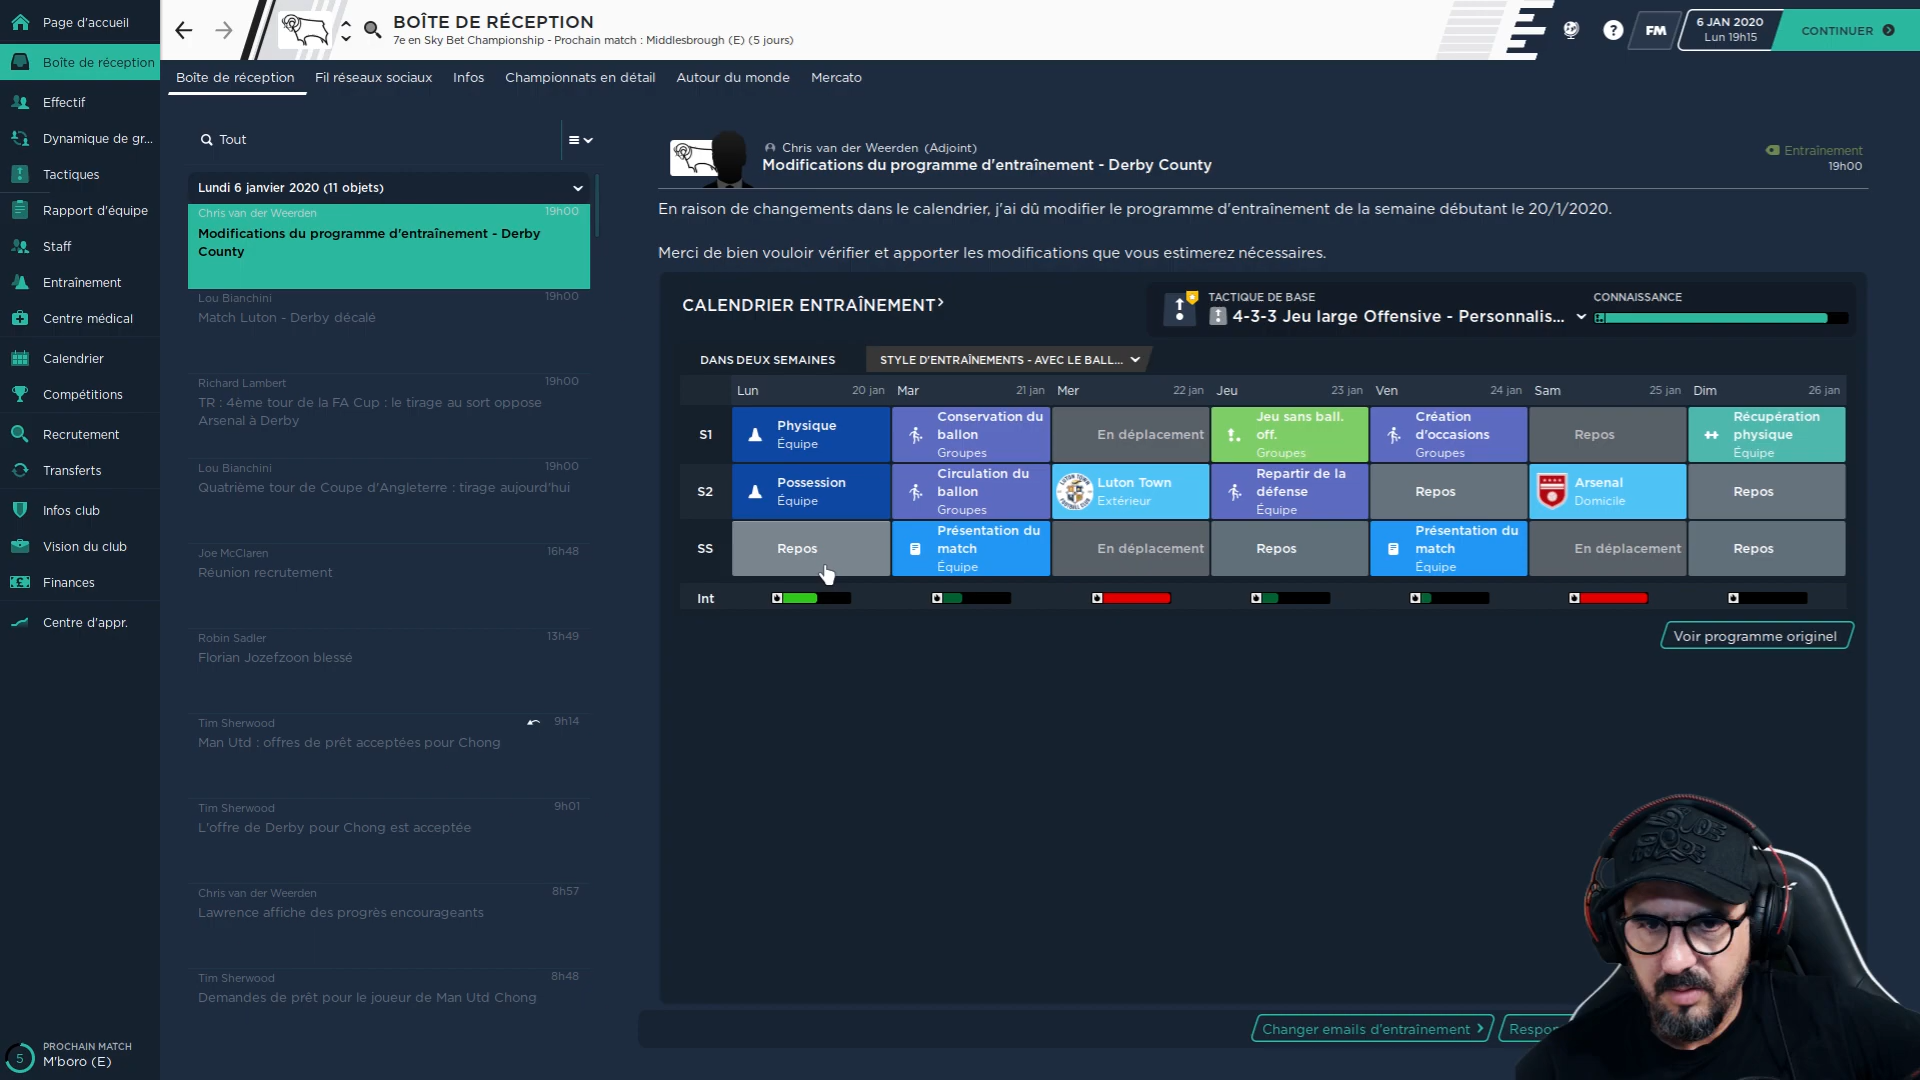 Page d'accueil
Boîte de réception
Effectif
Dynamique de gr...
Tactiques
Rapport d'équipe
Staff
Entraînement
Centre médical
Calendrier
Compétitions
Recrutement
Transferts
Infos club
Vision du club
Finances
Centre d'appr.
5
PROCHAIN MATCH
M'boro (E)
BOÎTE DE RÉCEPTION
7e en Sky Bet Championship - Prochain match : Middlesbrough (E) (5 jours)
?
FM
6 JAN 2020
Lun 19h15
CONTINUER
Boîte de réception Fil réseaux sociaux Infos Championnats en détail Autour du monde Mercato
Tout
Lundi 6 janvier 2020 (11 objets)
Chris van der Weerden 19h00
Modifications du programme d'entraînement - Derby
County
Lou Bianchini 19h00
Match Luton - Derby décalé
Richard Lambert 19h00
TR : 4ème tour de la FA Cup : le tirage au sort oppose
Arsenal à Derby
Lou Bianchini 19h00
Quatrième tour de Coupe d'Angleterre : tirage aujourd'hui
Joe McClaren 16h48
Réunion recrutement
Robin Sadler 13h49
Florian Jozefzoon blessé
Tim Sherwood 9h14
Man Utd : offres de prêt acceptées pour Chong
Tim Sherwood 9h01
L'offre de Derby pour Chong est acceptée
Chris van der Weerden 8h57
Lawrence affiche des progrès encourageants
Tim Sherwood 8h48
Demandes de prêt pour le joueur de Man Utd Chong
Chris van der Weerden (Adjoint)
Modifications du programme d'entraînement - Derby County
Entraînement
19h00
En raison de changements dans le calendrier, j'ai dû modifier le programme d'entraînement de la semaine débutant le 20/1/2020.
Merci de bien vouloir vérifier et apporter les modifications que vous estimerez nécessaires.
CALENDRIER ENTRAÎNEMENT
TACTIQUE DE BASE
4-3-3 Jeu large Offensive - Personnalis...
CONNAISSANCE
DANS DEUX SEMAINES
STYLE D'ENTRAÎNEMENTS - AVEC LE BALL...
Lun 20 jan Mar 21 jan Mer 22 jan Jeu 23 jan Ven 24 jan Sam 25 jan Dim 26 jan
S1
Physique
Équipe
Conservation du
ballon
Groupes
En déplacement
Jeu sans ball.
off.
Groupes
Création
d'occasions
Groupes
Repos
Récupération
physique
Équipe
S2
Possession
Équipe
Circulation du
ballon
Groupes
Luton Town
Extérieur
Repartir de la
défense
Équipe
Repos
Arsenal
Domicile
Repos
SS
Repos
Présentation du
match
Équipe
En déplacement
Repos
Présentation du
match
Équipe
En déplacement
Repos
Int
Voir programme originel
Changer emails d'entraînement
Respon